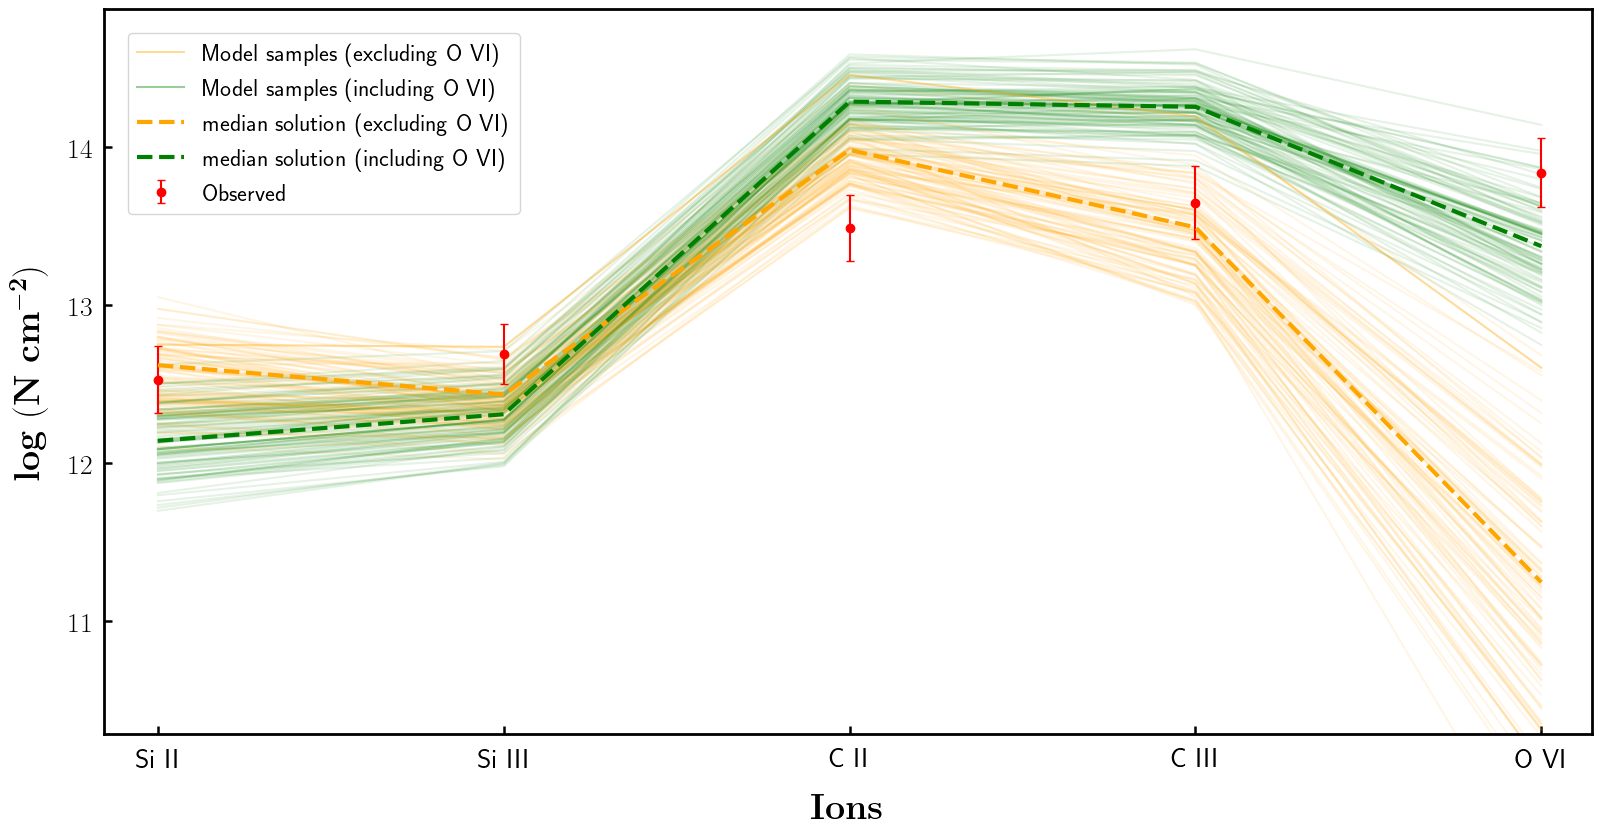 Model samples (excluding O VI)
Model samples (including O VI)
median solution (excluding O VI)
median solution (including O VI)
Observed
14
13
12
11
log (N cm⁻²)
Si II Si III C II C III O VI
Ions